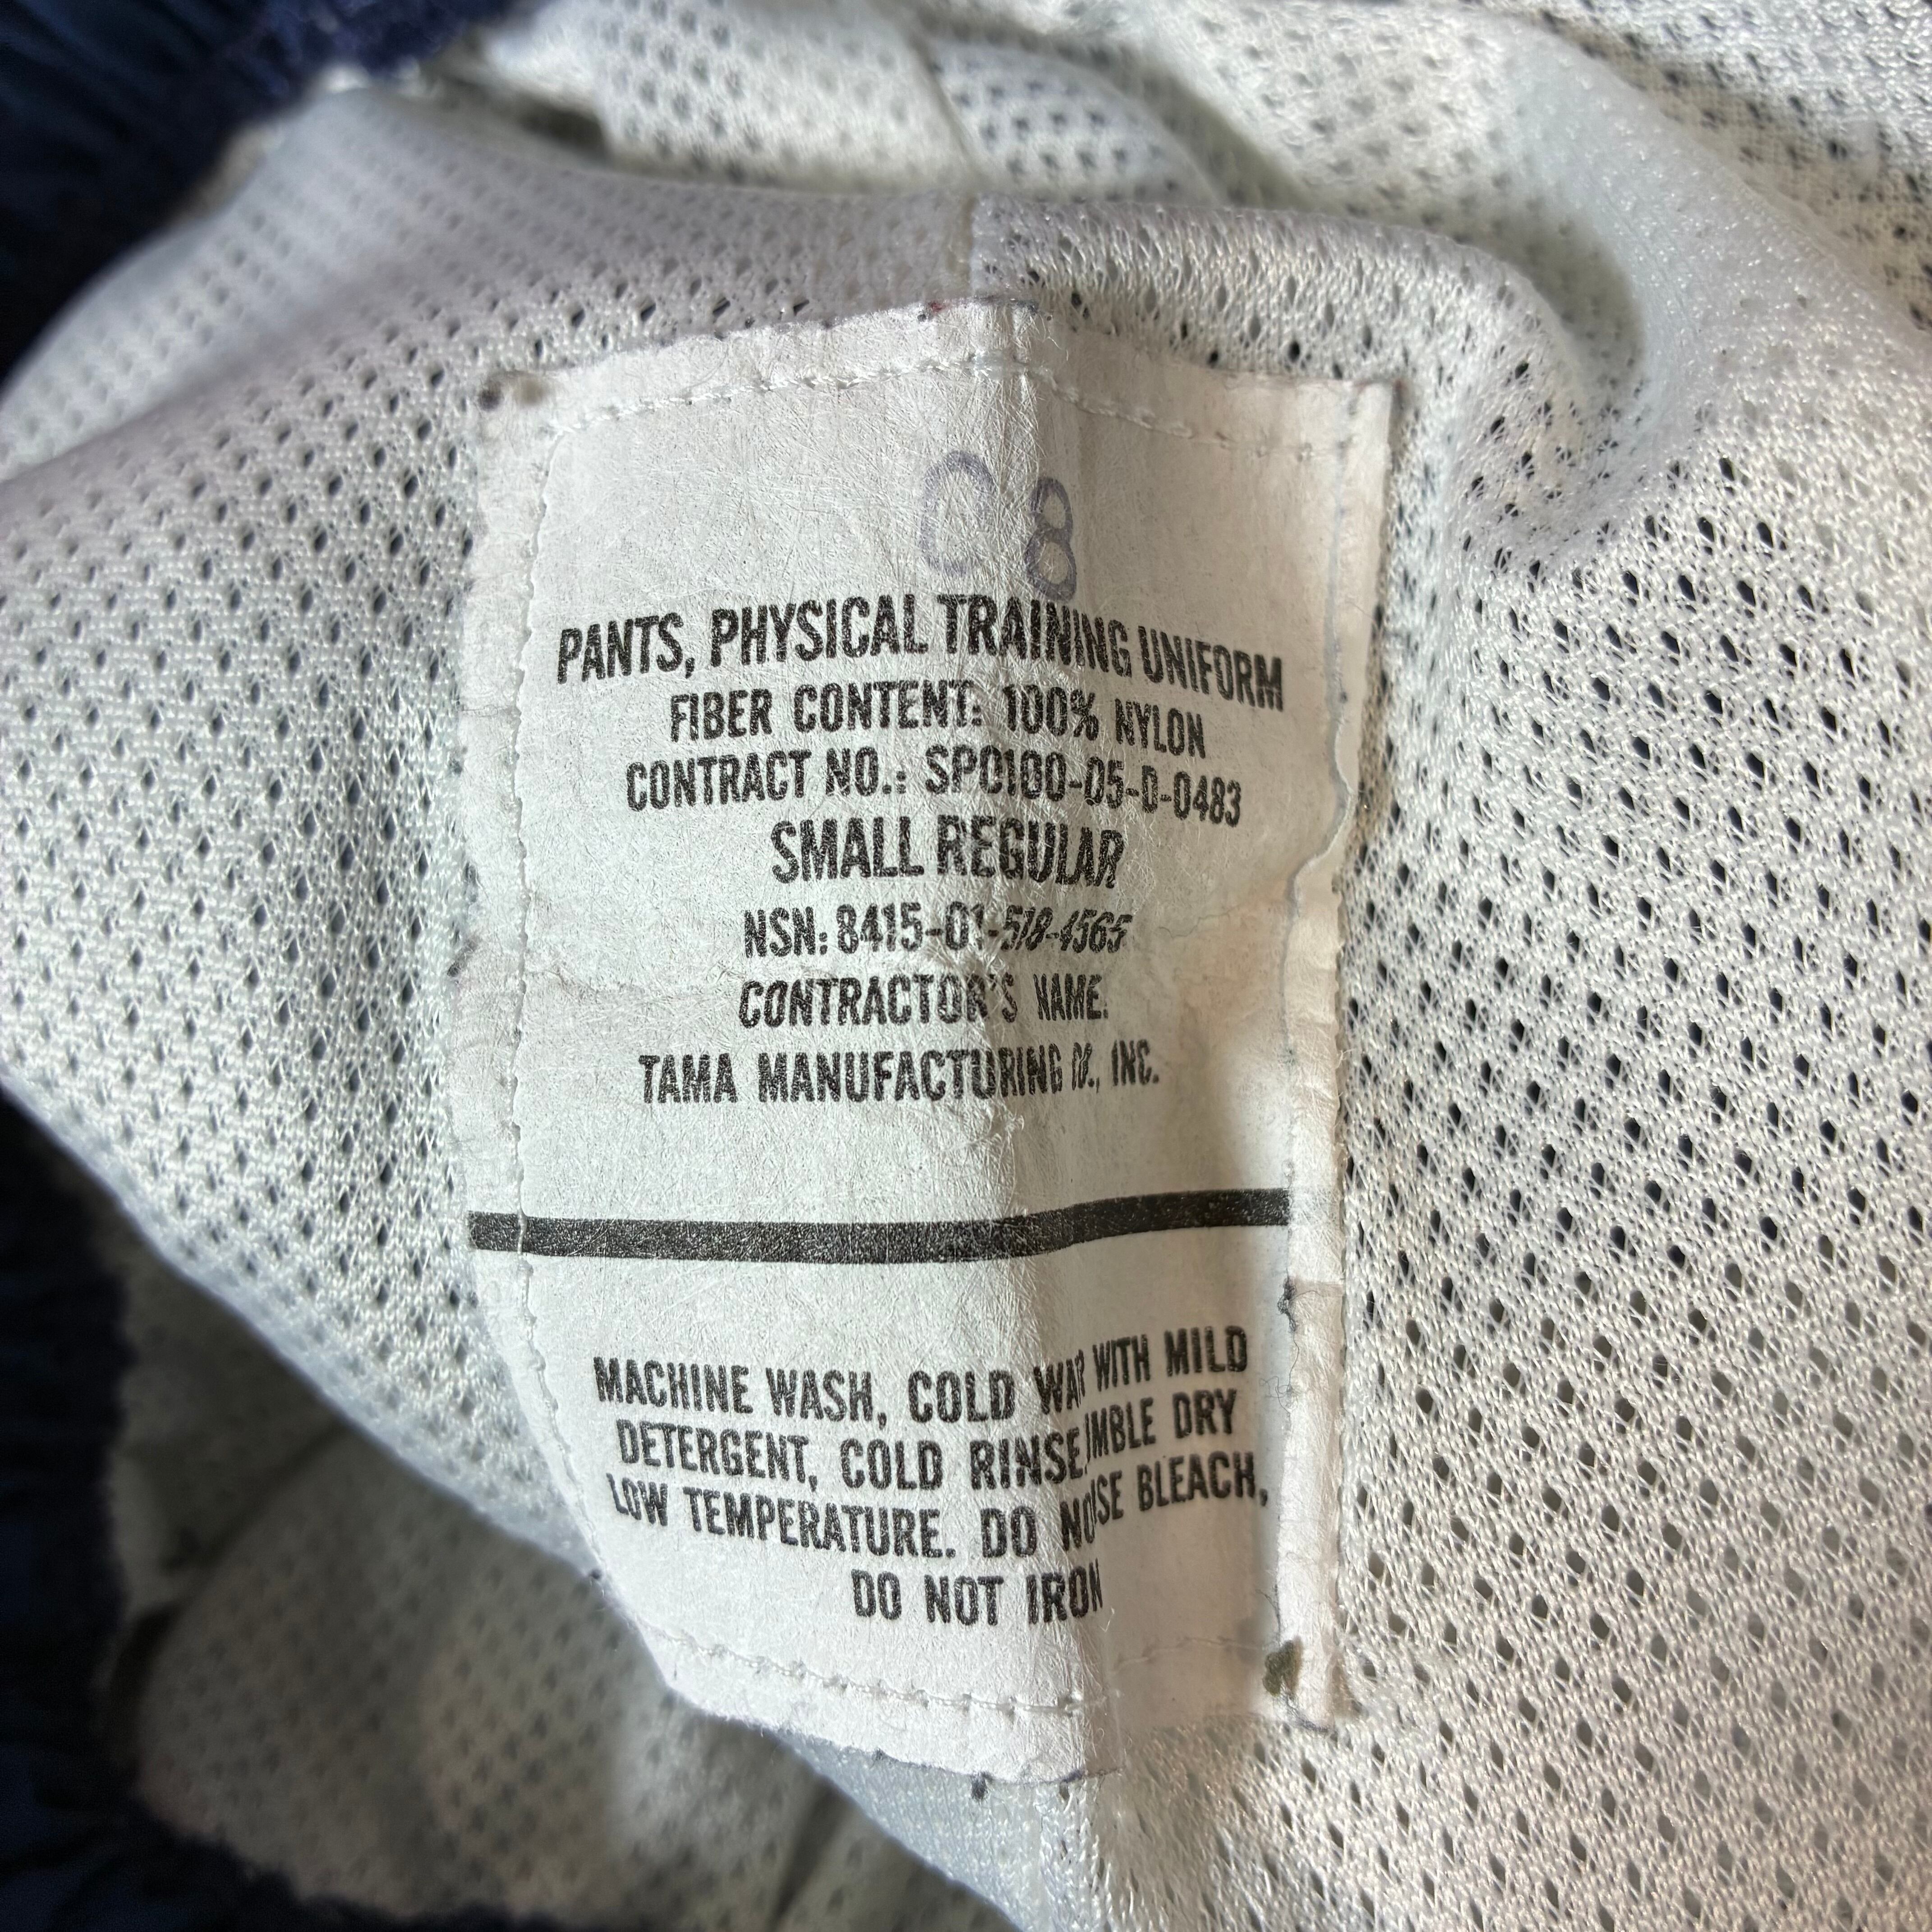 08
PANTS, PHYSICAL TRAINING UNIFORM
FIBER CONTENT: 100% NYLON
CONTRACT NO.: SP0100-05-D-0483
SMALL REGULAR
NSN: 8415-01-518-4565
CONTRACTOR'S NAME:
TAMA MANUFACTURING , INC.
MACHINE WASH, COLD WITH MILD
DETERGENT, COLD RINSE DRY
LOW TEMPERATURE. DO BLEACH,
DO NOT IRON